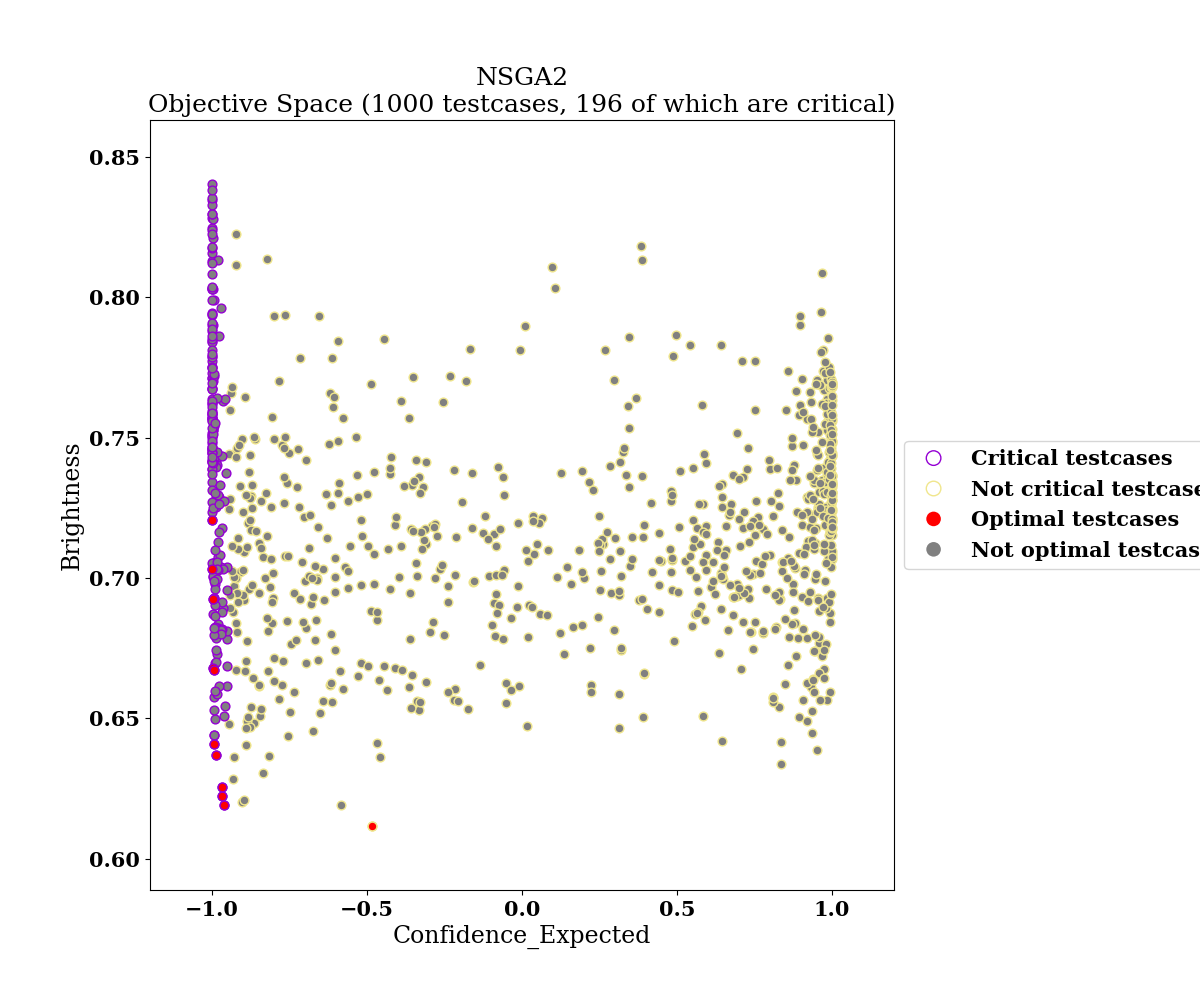 NSGA2
Objective Space (1000 testcases, 196 of which are critical)
Brightness
0.85
0.80
0.75
0.70
0.65
0.60
−1.0
−0.5
0.0
0.5
1.0
Confidence_Expected
Critical testcases
Not critical testcase
Optimal testcases
Not optimal testcas